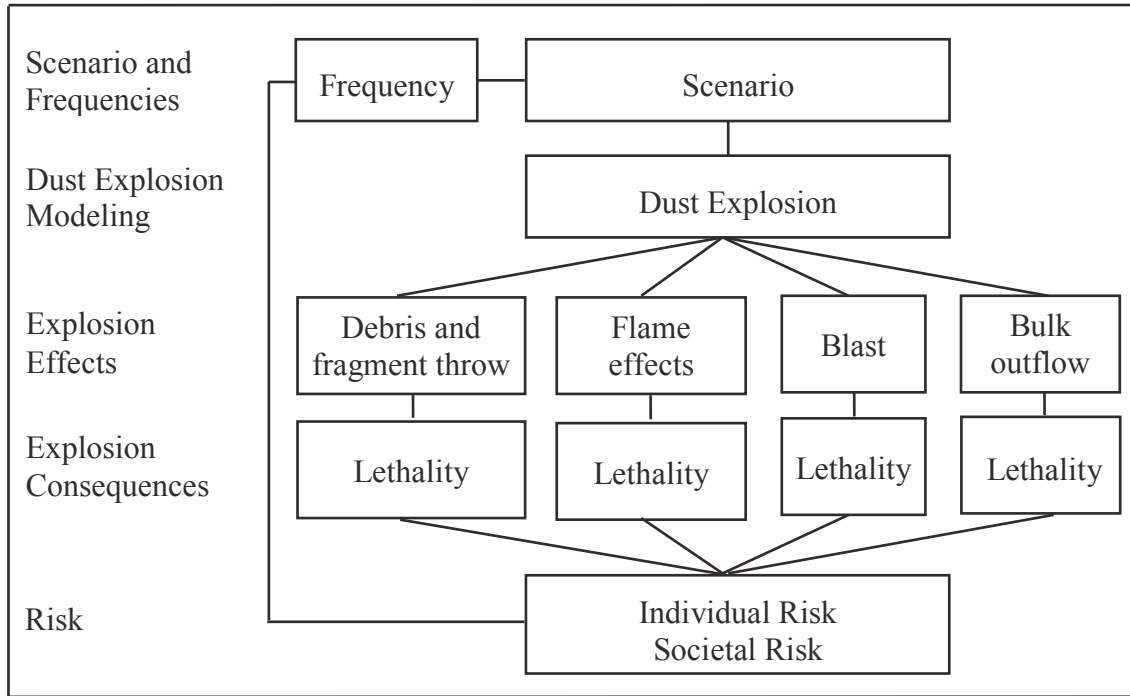 Scenario and
Frequencies
Frequency
Scenario
Dust Explosion
Modeling
Dust Explosion
Explosion
Effects
Debris and
fragment throw
Flame
effects
Blast
Bulk
outflow
Explosion
Consequences
Lethality
Lethality
Lethality
Lethality
Risk
Individual Risk
Societal Risk